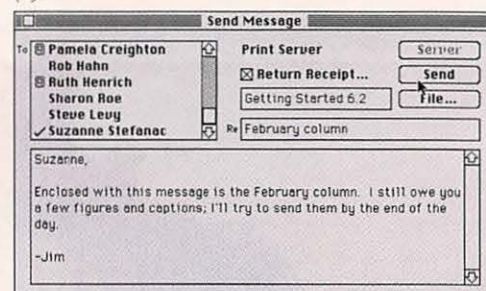 Send Message
To
Pamela Creighton
Rob Hahn
Ruth Henrich
Sharon Roe
Steve Levy
✓ Suzanne Stefanac
Print Server
Server
Return Receipt...
Send
Getting Started 6.2
File...
Re February column
Suzanne,
Enclosed with this message is the February column. I still owe you
a few figures and captions; I'll try to send them by the end of the
day.
-Jim